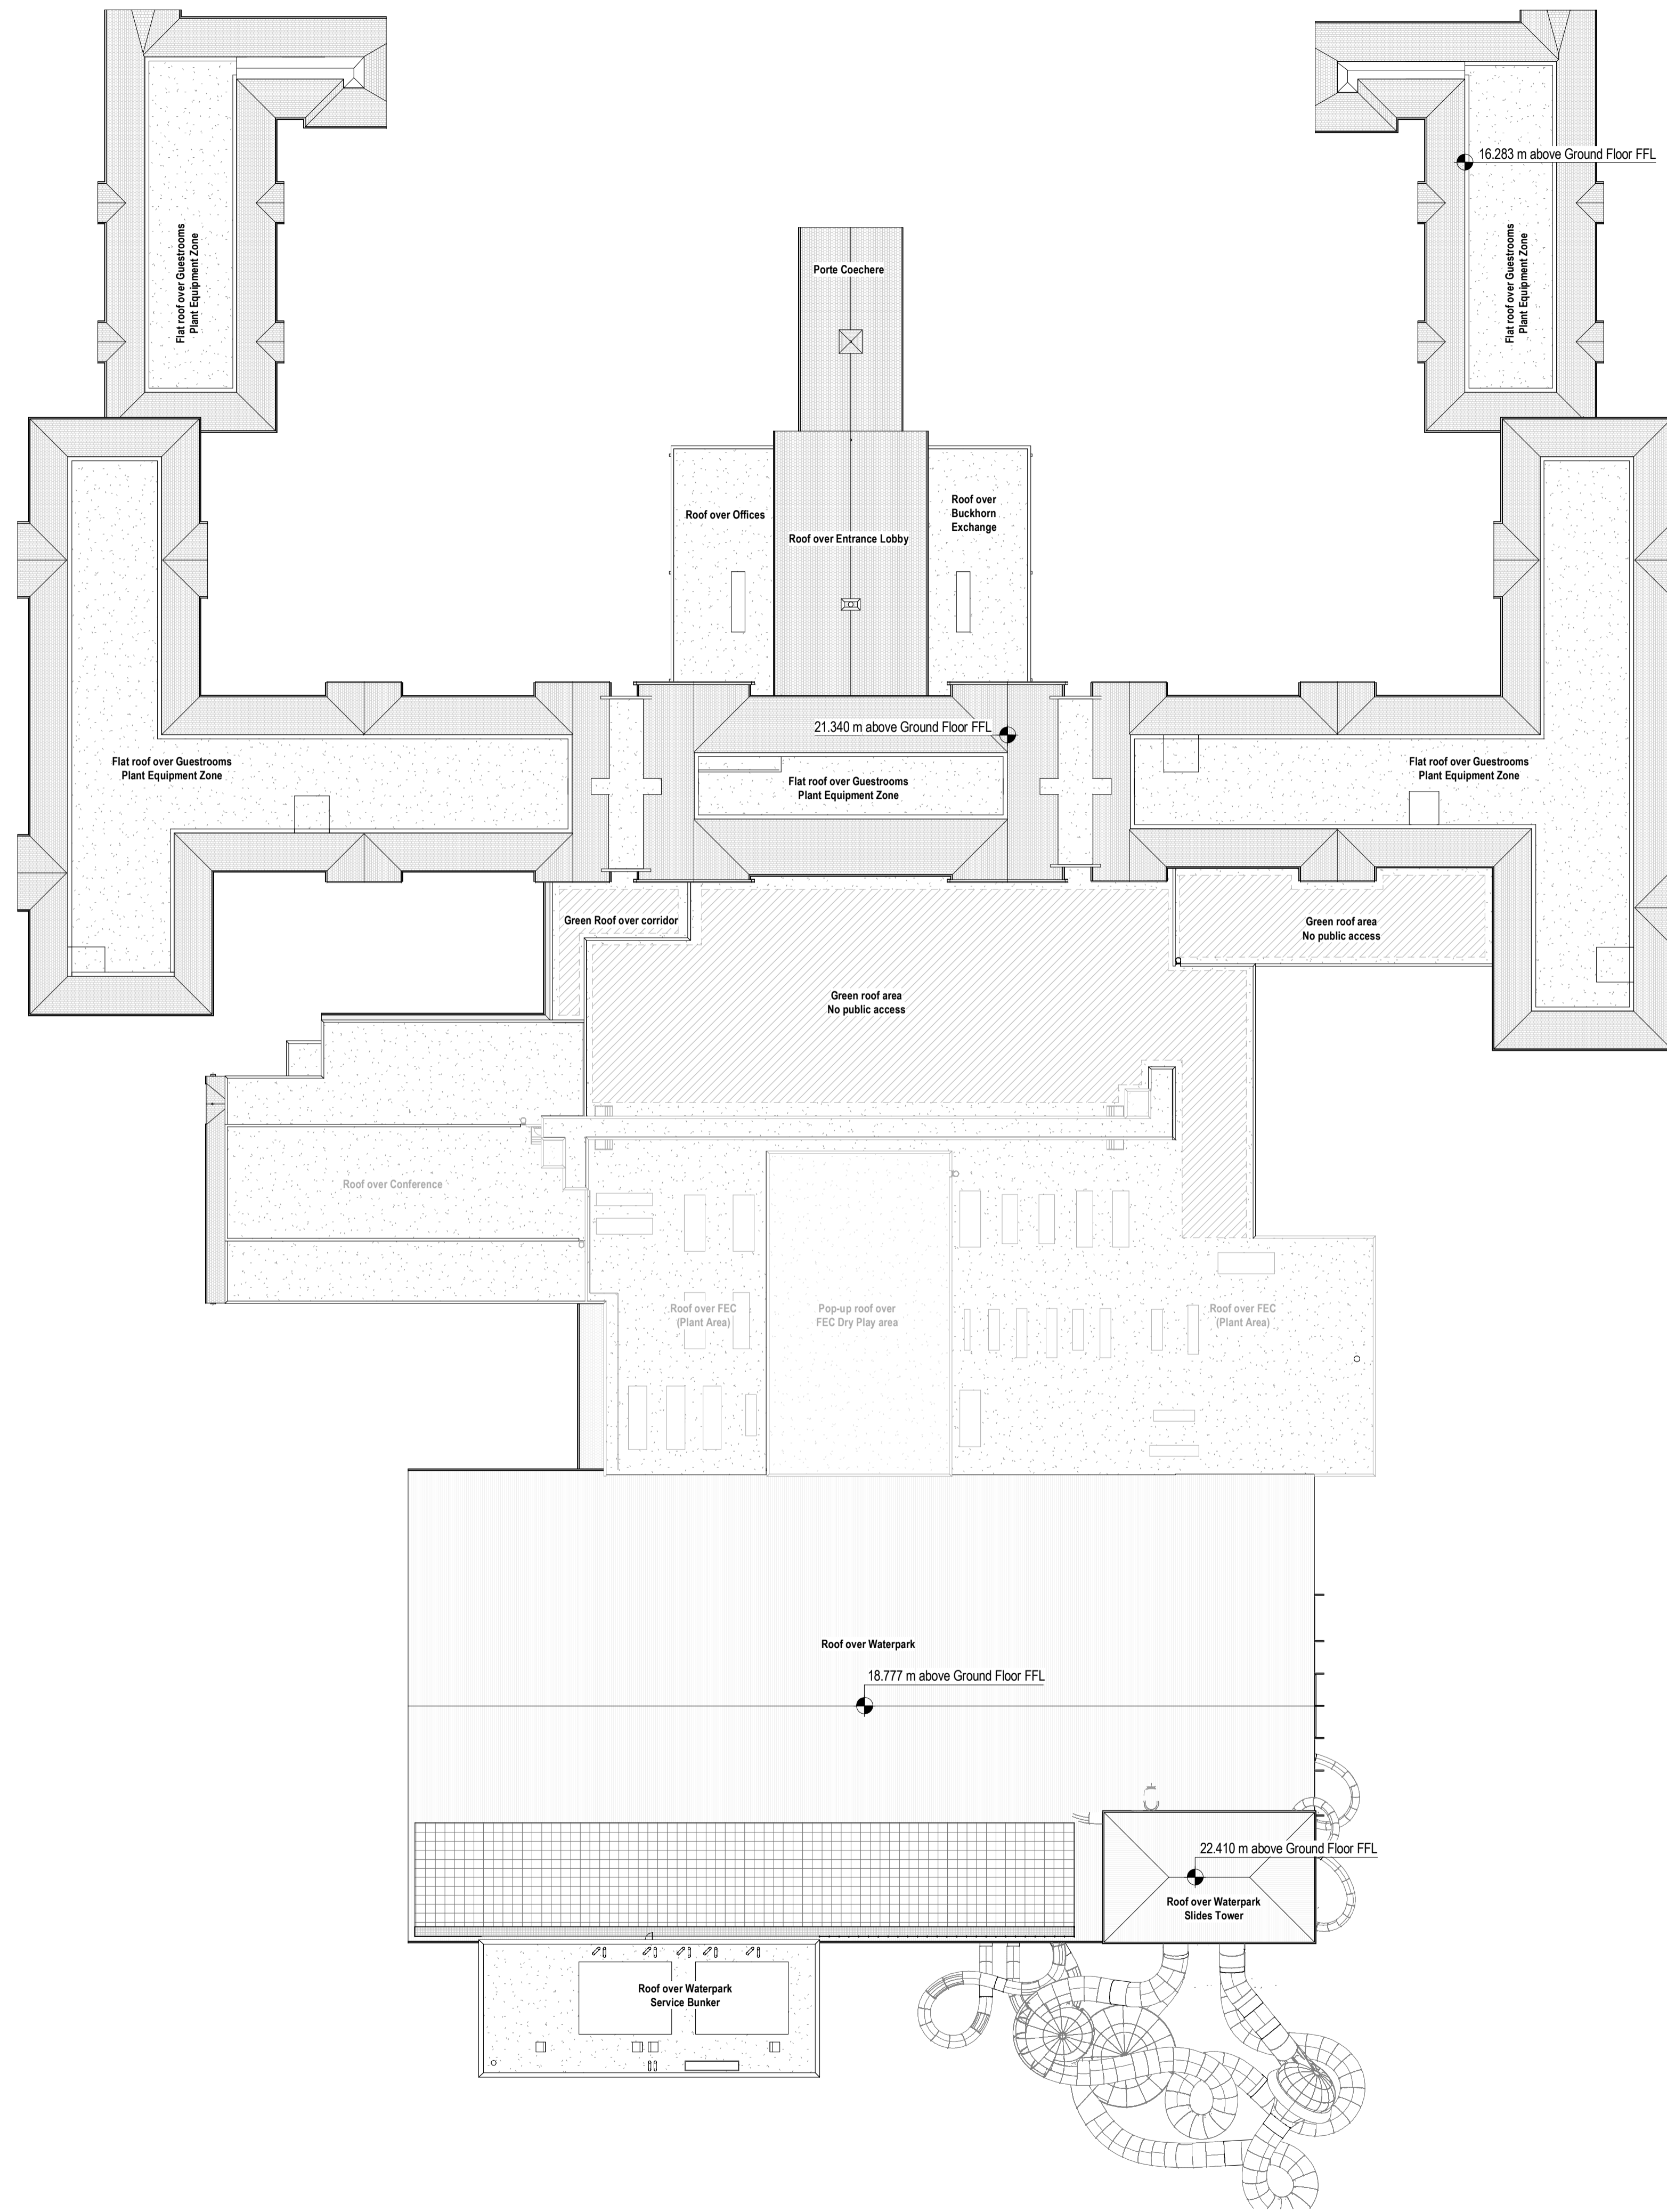 16.283 m above Ground Floor FFL
Flat roof over Guestrooms
Plant Equipment Zone
Flat roof over Guestrooms
Plant Equipment Zone
Porte Coechere
Roof over Offices
Roof over Entrance Lobby
Roof over
Buckhorn
Exchange
21.340 m above Ground Floor FFL
Flat roof over Guestrooms
Plant Equipment Zone
Flat roof over Guestrooms
Plant Equipment Zone
Flat roof over Guestrooms
Plant Equipment Zone
Green Roof over corridor
Green roof area
No public access
Green roof area
No public access
Roof over Conference
Roof over FEC
(Plant Area)
Pop-up roof over
FEC Dry Play area
Roof over FEC
(Plant Area)
Roof over Waterpark
18.777 m above Ground Floor FFL
22.410 m above Ground Floor FFL
Roof over Waterpark
Slides Tower
Roof over Waterpark
Service Bunker